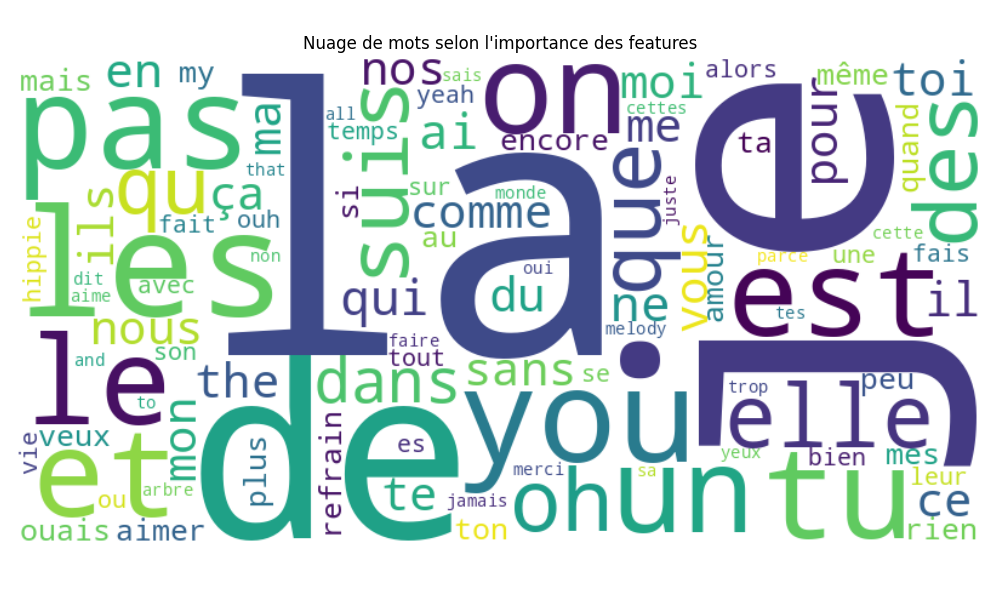 Nuage de mots selon l'importance des features
mais
en
my
nos
sais
on
moi
alors
même
toi
pas
la
ma
all
temps
yeah
ai
encore
cettes
me
ta
pour
quand
des
je
that
suis
si
qu
ça
ils
fait
ouh
sur
comme
monde
que
juste
vous
amour
cette
hippie
les
dit
aime
avec
non
au
oui
qui
du
ne
melody
parce
une
fais
est
tes
il
nous
le
and
son
to
the
de
faire
tout
dans
sans
se
you
trop
elle
peu
vie
veux
et
mon
plus
refrain
es
te
jamais
merci
oh
un
sa
yeux
bien
tu
mes
leur
ce
ou
arbre
ouais
aimer
ton
rien